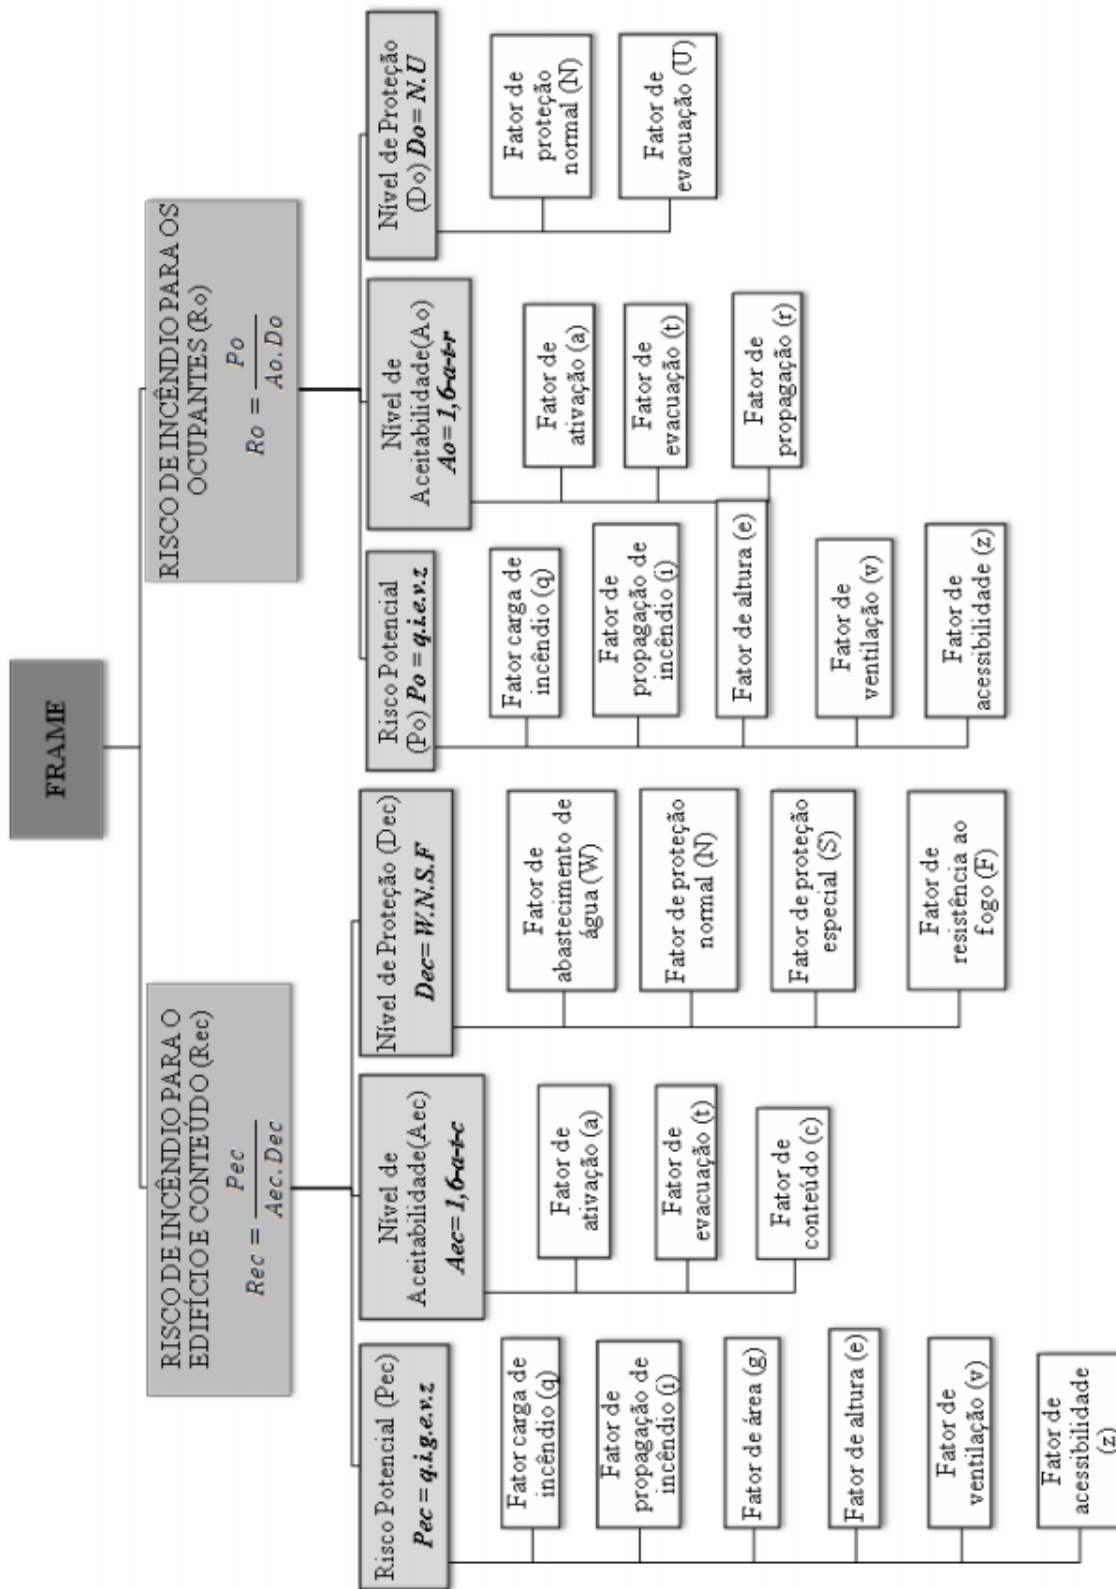 FRAME
RISCO DE INCÊNDIO PARA O
EDIFÍCIO E CONTEÚDO (Rec)
Rec = Pec / Aec.Dec
Risco Potencial (Pec)
Pec = q.i.g.e.v.z
Fator carga de
incêndio (q)
Fator de
propagação de
incêndio (i)
Fator de área (g)
Fator de altura (e)
Fator de
ventilação (v)
Fator de
acessibilidade
(z)
Nível de
Aceitabilidade(Aec)
Aec= 1,6-a-t-c
Fator de
ativação (a)
Fator de
evacuação (t)
Fator de
conteúdo (c)
Nível de Proteção (Dec)
Dec= W.N.S.F
Fator de
abastecimento de
água (W)
Fator de proteção
normal (N)
Fator de proteção
especial (S)
Fator de
resistência ao
fogo (F)
RISCO DE INCÊNDIO PARA OS
OCUPANTES (Ro)
Ro = Po / Ao.Do
Risco Potencial
(Po) Po = q.i.e.v.z
Fator carga de
incêndio (q)
Fator de
propagação de
incêndio (i)
Fator de altura (e)
Fator de
ventilação (v)
Fator de
acessibilidade (z)
Nível de
Aceitabilidade(Ao)
Ao= 1,6-a-t-r
Fator de
ativação (a)
Fator de
evacuação (t)
Fator de
propagação (r)
Nível de Proteção
(Do) Do= N.U
Fator de
proteção
normal (N)
Fator de
evacuação (U)